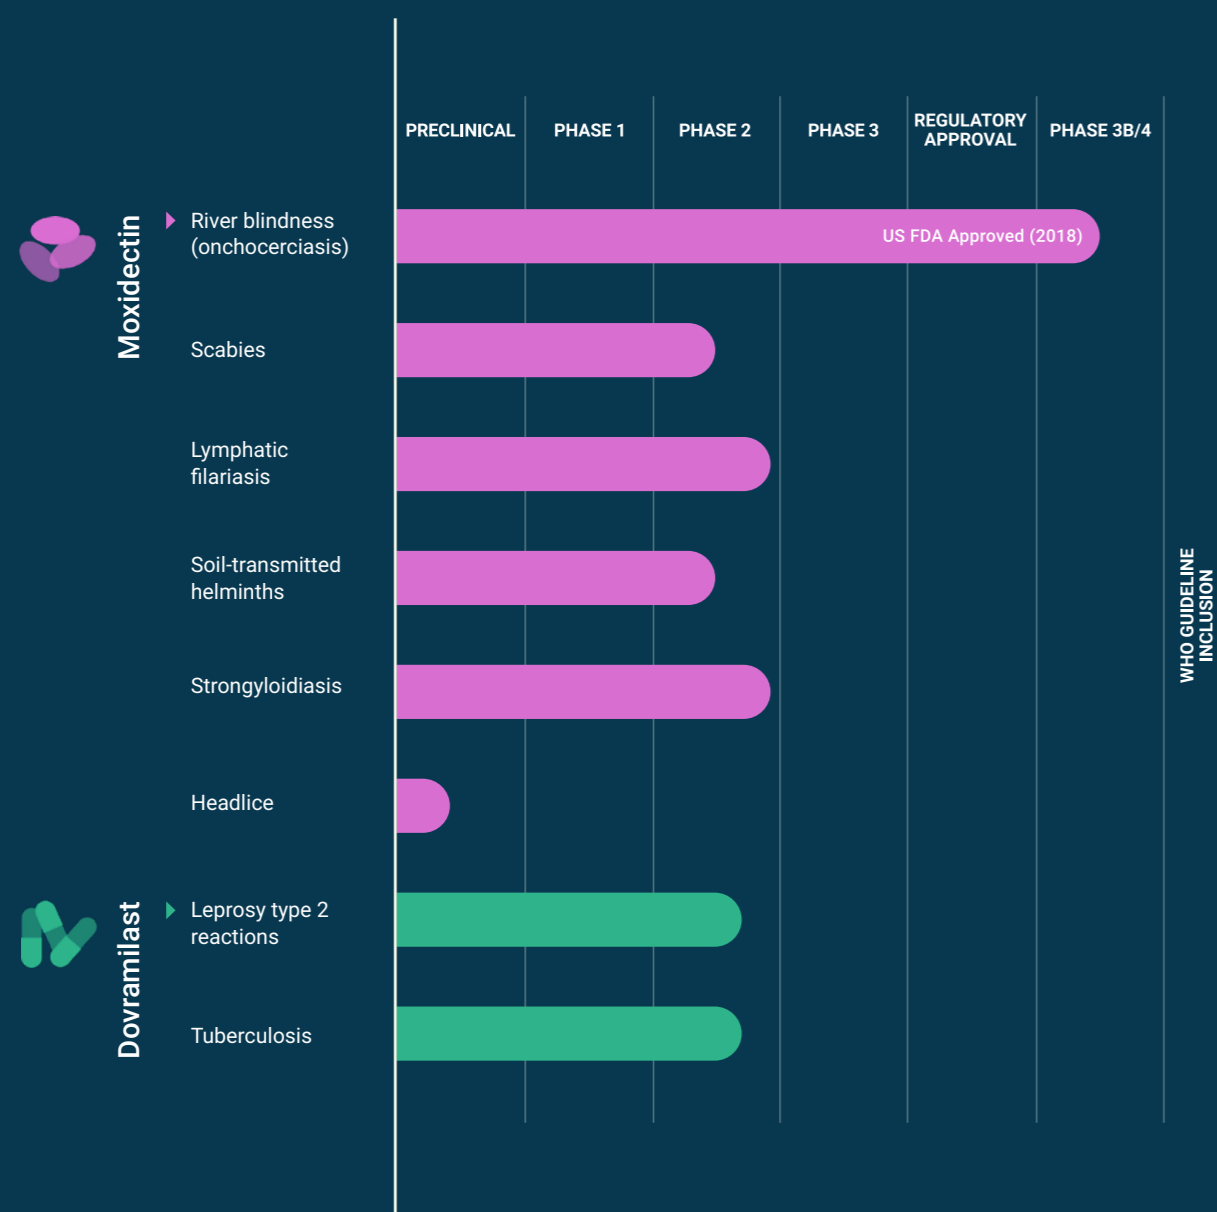 PRECLINICAL
PHASE 1
PHASE 2
PHASE 3
REGULATORY
APPROVAL
PHASE 3B/4
WHO GUIDELINE
INCLUSION
Moxidectin
River blindness
(onchocerciasis)
US FDA Approved (2018)
Scabies
Lymphatic
filariasis
Soil-transmitted
helminths
Strongyloidiasis
Headlice
Dovramilast
Leprosy type 2
reactions
Tuberculosis